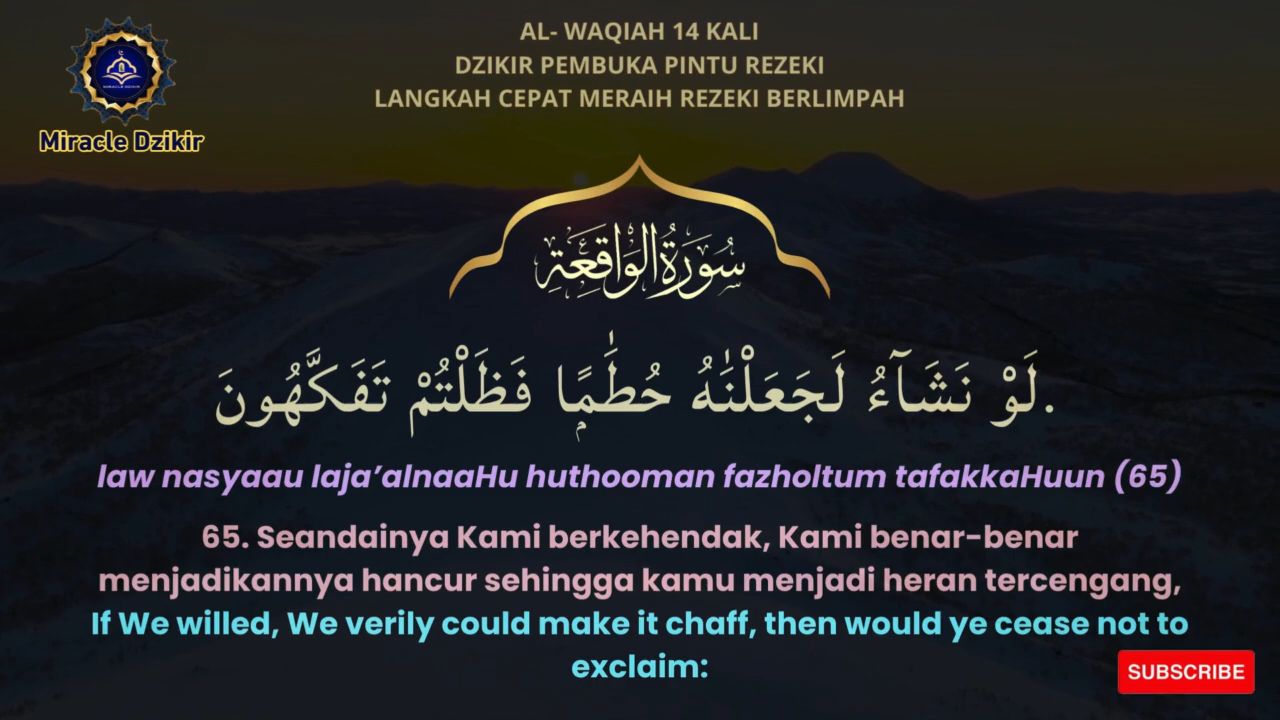 AL- WAQIAH 14 KALI
DZIKIR PEMBUKA PINTU REZEKI
LANGKAH CEPAT MERAIH REZEKI BERLIMPAH
Miracle Dzikir
سُورَةُ الْوَاقِعَةِ
لَوْ نَشَآءُ لَجَعَلْنٰهُ حُطَٰمًۭا فَظَلْتُمْ تَفَكَّهُونَ.
law nasyaau laja’alnaaHu huthooman fazholtum tafakkaHuun (65)
65. Seandainya Kami berkehendak, Kami benar-benar
menjadikannya hancur sehingga kamu menjadi heran tercengang,
If We willed, We verily could make it chaff, then would ye cease not to
exclaim:
SUBSCRIBE